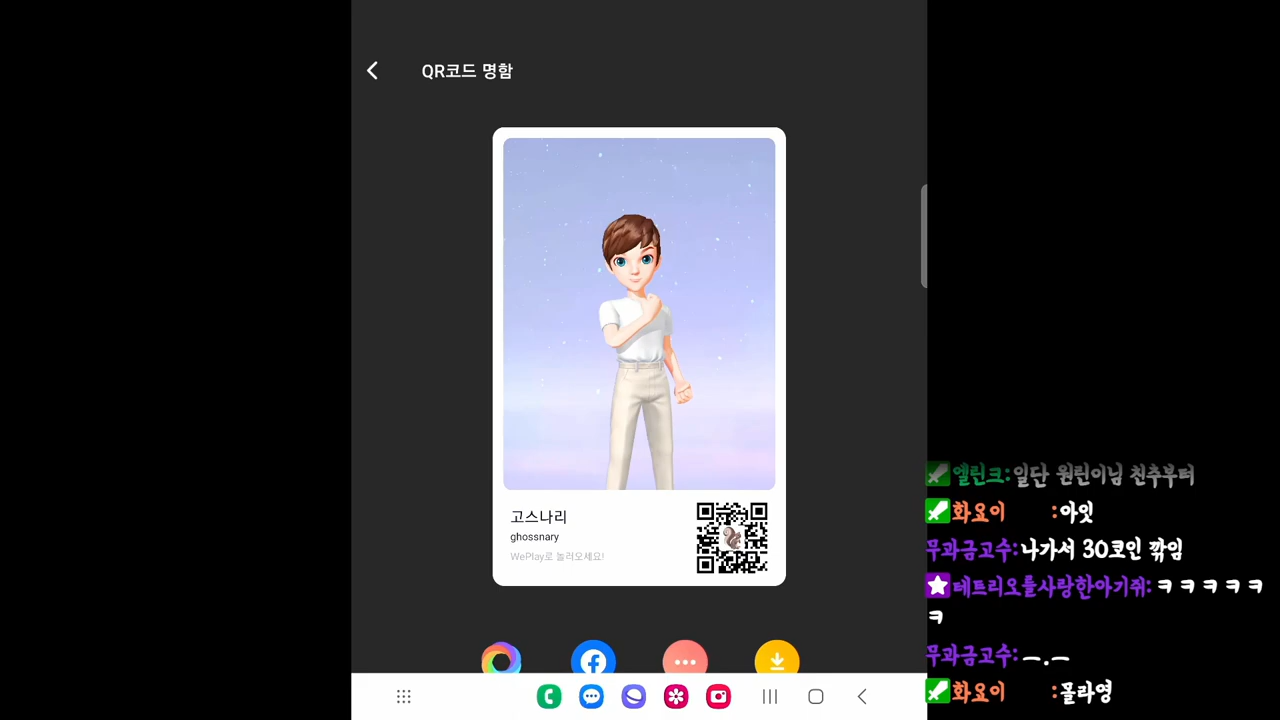 QR코드 명함
고스나리
ghossnary
WePlay로 놀러오세요!
엘린크:일단 원린이님 친추부터
화요이 :아잇
무과금고수:나가서 30코인 깎임
테트리오를사랑한아기쥐:ㅋㅋㅋㅋㅋ
ㅋ
무과금고수:ㅡ.ㅡ
화요이 :몰라영